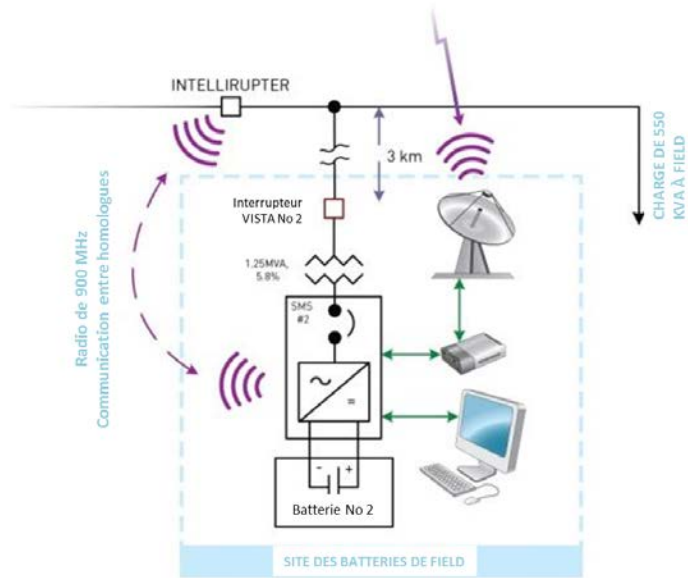 INTELLIRUPTER
3 km
CHARGE DE 550
KVA À FIELD
Interrupteur
VISTA No 2
1.25MVA,
5.8%
SMS
#2
~
=
Radio de 900 MHz
Communication entre homologues
- +
Batterie No 2
SITE DES BATTERIES DE FIELD